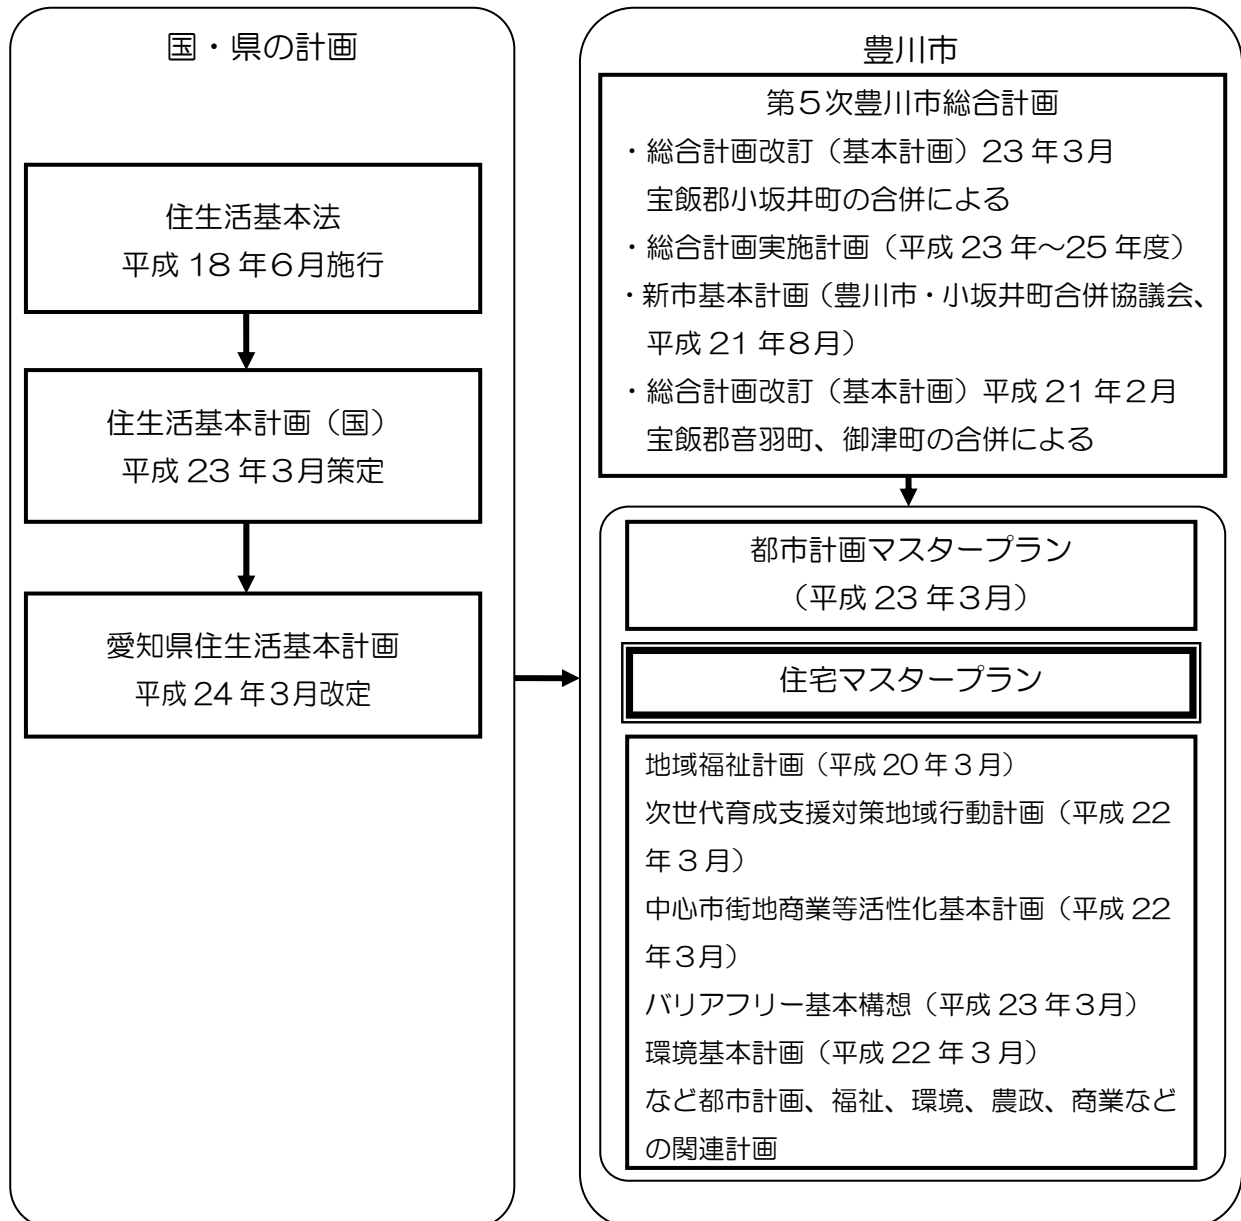 国・県の計画
住生活基本法
平成 18 年６月施行
住生活基本計画（国）
平成 23 年３月策定
愛知県住生活基本計画
平成 24 年３月改定
豊川市
第５次豊川市総合計画
・総合計画改訂（基本計画）23 年３月
宝飯郡小坂井町の合併による
・総合計画実施計画（平成 23 年～25 年度）
・新市基本計画（豊川市・小坂井町合併協議会、
平成 21 年８月）
・総合計画改訂（基本計画）平成 21 年２月
宝飯郡音羽町、御津町の合併による
都市計画マスタープラン
（平成 23 年３月）
住宅マスタープラン
地域福祉計画（平成 20 年３月）
次世代育成支援対策地域行動計画（平成 22
年３月）
中心市街地商業等活性化基本計画（平成 22
年３月）
バリアフリー基本構想（平成 23 年３月）
環境基本計画（平成 22 年３月）
など都市計画、福祉、環境、農政、商業など
の関連計画